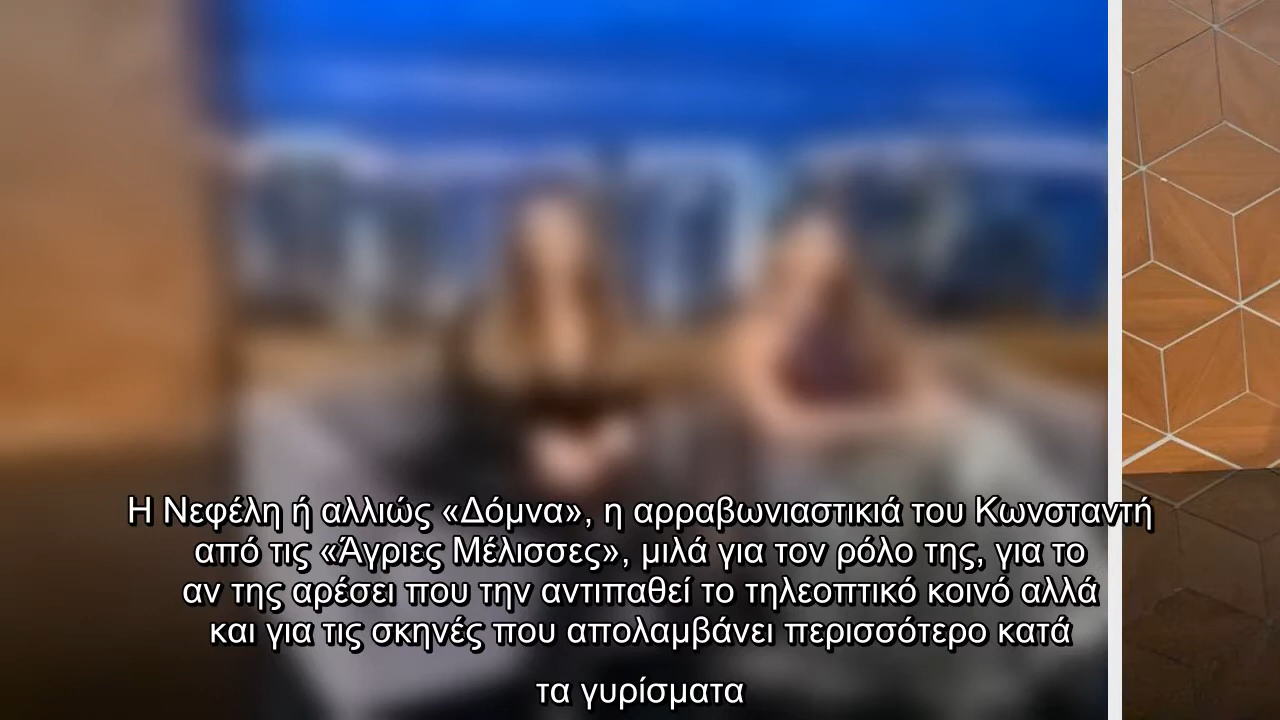 Η Νεφέλη ή αλλιώς «Δόμνα», η αρραβωνιαστικιά του Κωνσταντή
από τις «Άγριες Μέλισσες», μιλά για τον ρόλο της, για το
αν της αρέσει που την αντιπαθεί το τηλεοπτικό κοινό αλλά
και για τις σκηνές που απολαμβάνει περισσότερο κατά
τα γυρίσματα